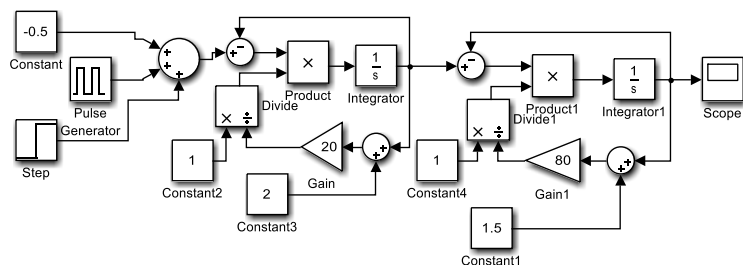 -0.5
Constant
Pulse
Generator
Step
+
+
+
+
-
×
Product
1
s
Integrator
×
÷
Divide
1
Constant2
20
Gain
+
+
2
Constant3
+
-
×
Product1
1
s
Integrator1
Scope
×
÷
Divide1
1
Constant4
80
Gain1
+
+
1.5
Constant1